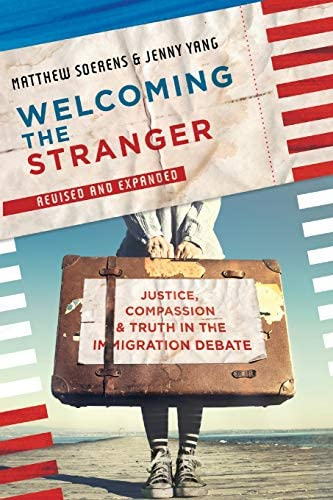 MATTHEW SOERENS & JENNY YANG
WELCOMING
THE
STRANGER
REVISED AND EXPANDED
JUSTICE,
COMPASSION
& TRUTH IN THE
IMMIGRATION DEBATE